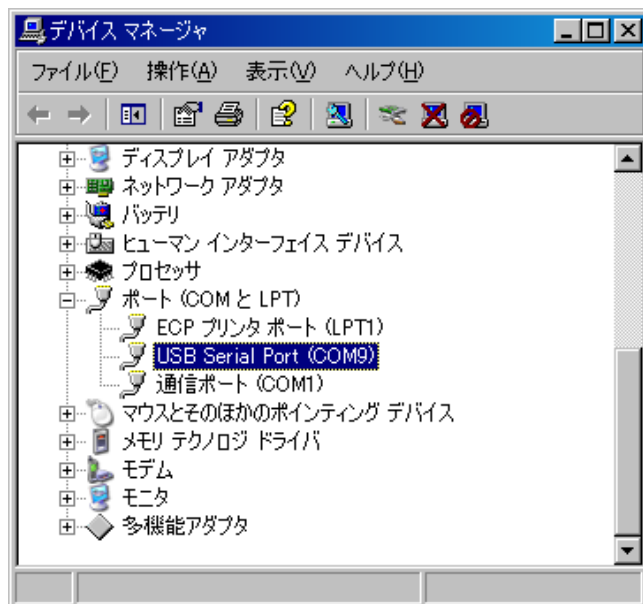 デバイス マネージャ
ファイル(F) 操作(A) 表示(V) ヘルプ(H)
ディスプレイ アダプタ
ネットワーク アダプタ
バッテリ
ヒューマン インターフェイス デバイス
プロセッサ
ポート (COM と LPT)
ECP プリンタ ポート (LPT1)
USB Serial Port (COM9)
通信ポート (COM1)
マウスとそのほかのポインティング デバイス
メモリ テクノロジ ドライバ
モデム
モニタ
多機能アダプタ